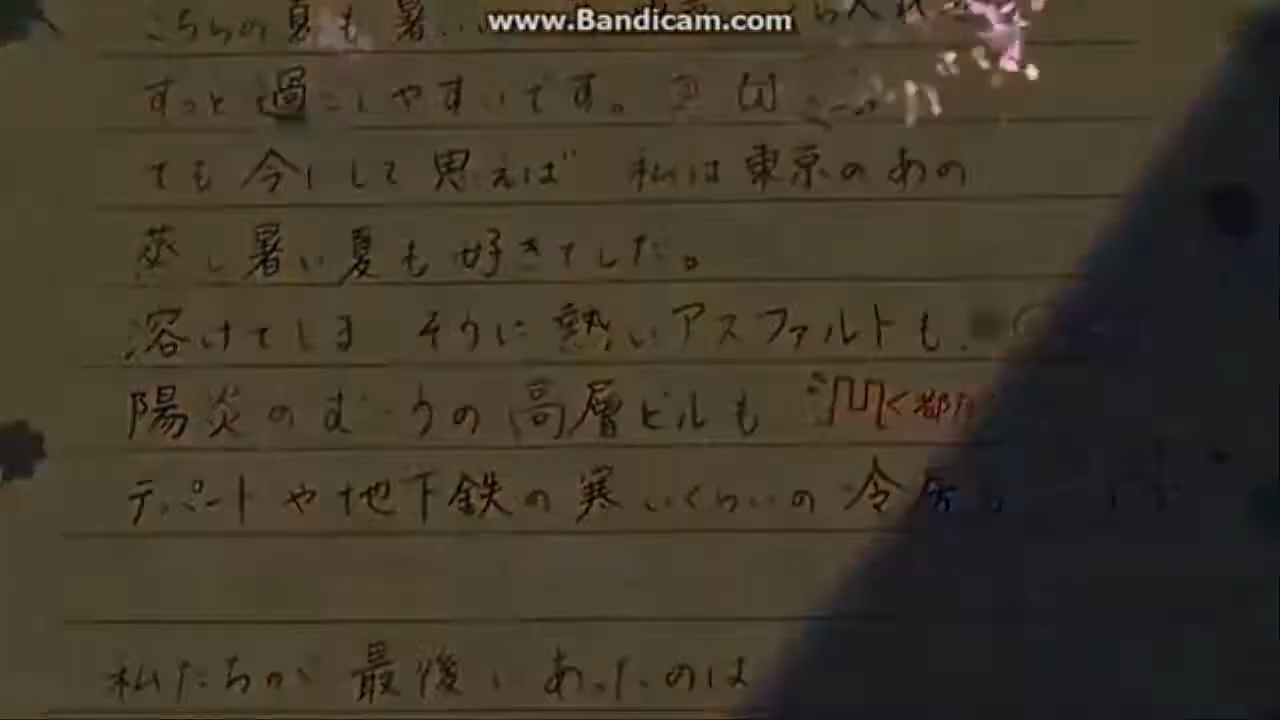 www.Bandicam.com
こちらの夏も暑い
ずっと過ごしやすいです。
でも今にして思えば 私は東京のあの
蒸し暑い夏も好きでした。
溶けてしまいそうに熱いアスファルトも
陽炎のむこうの高層ビルも
デパートや地下鉄の寒いくらいの冷房も
私たちが最後にあったのは